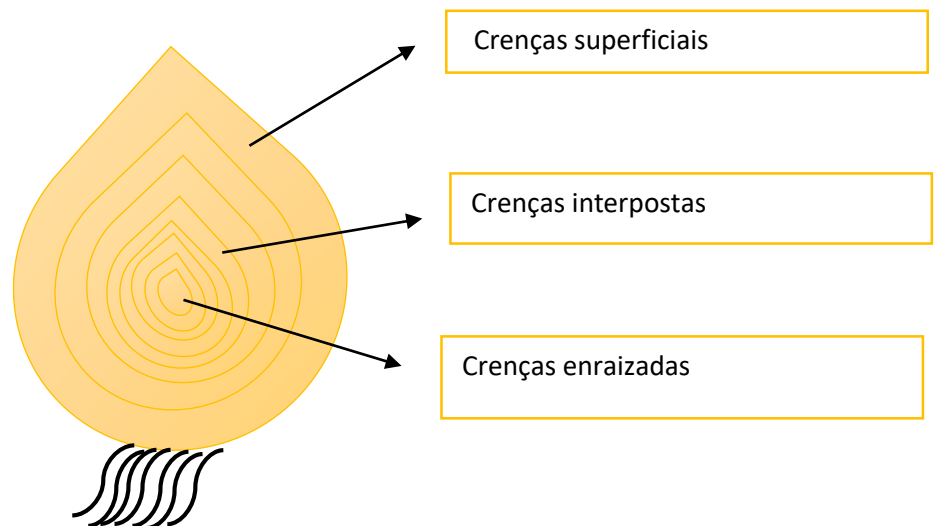 Crenças superficiais
Crenças interpostas
Crenças enraizadas